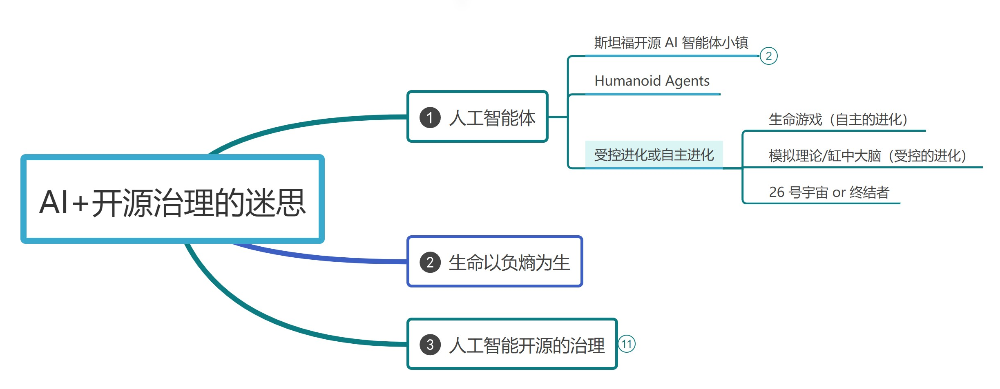 AI+开源治理的迷思
1 人工智能体
斯坦福开源 AI 智能体小镇
2
Humanoid Agents
受控进化或自主进化
生命游戏（自主的进化）
模拟理论/缸中大脑（受控的进化）
26 号宇宙 or 终结者
2 生命以负熵为生
3 人工智能开源的治理
11